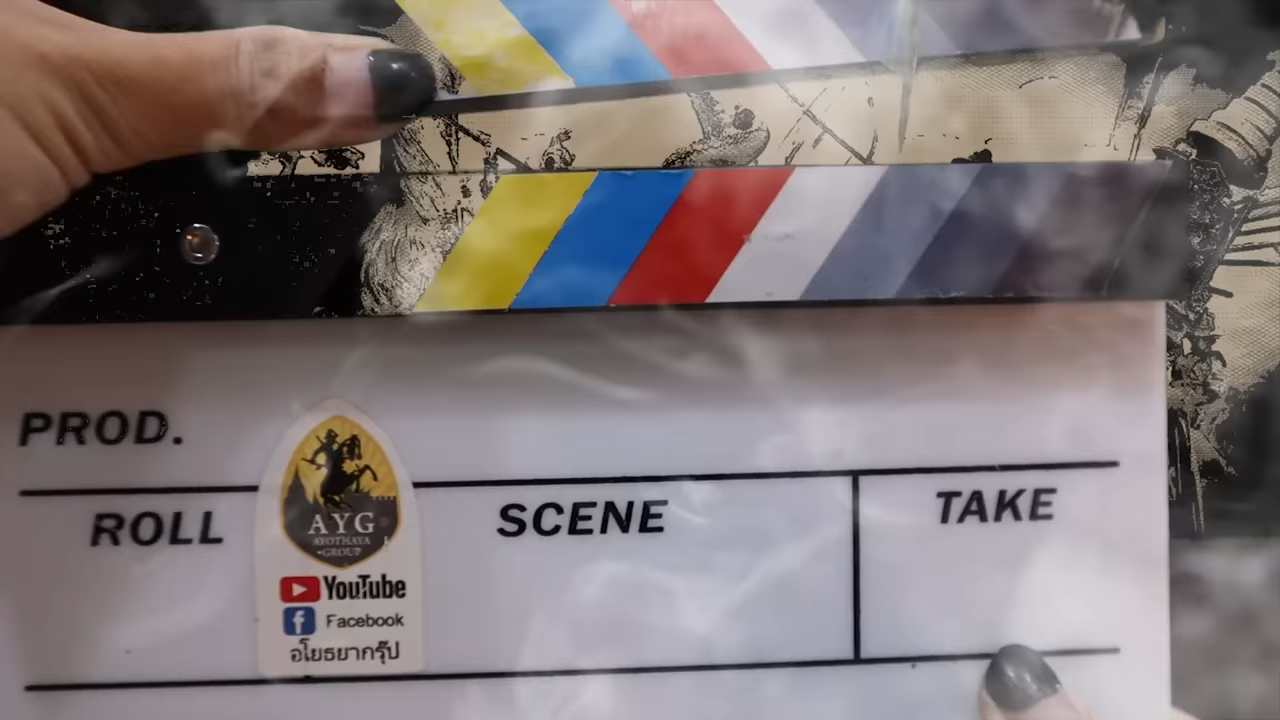 PROD.
ROLL
SCENE
TAKE
AYG
AYOTHAYA
GROUP
YouTube
Facebook
อโยธยากรุ๊ป